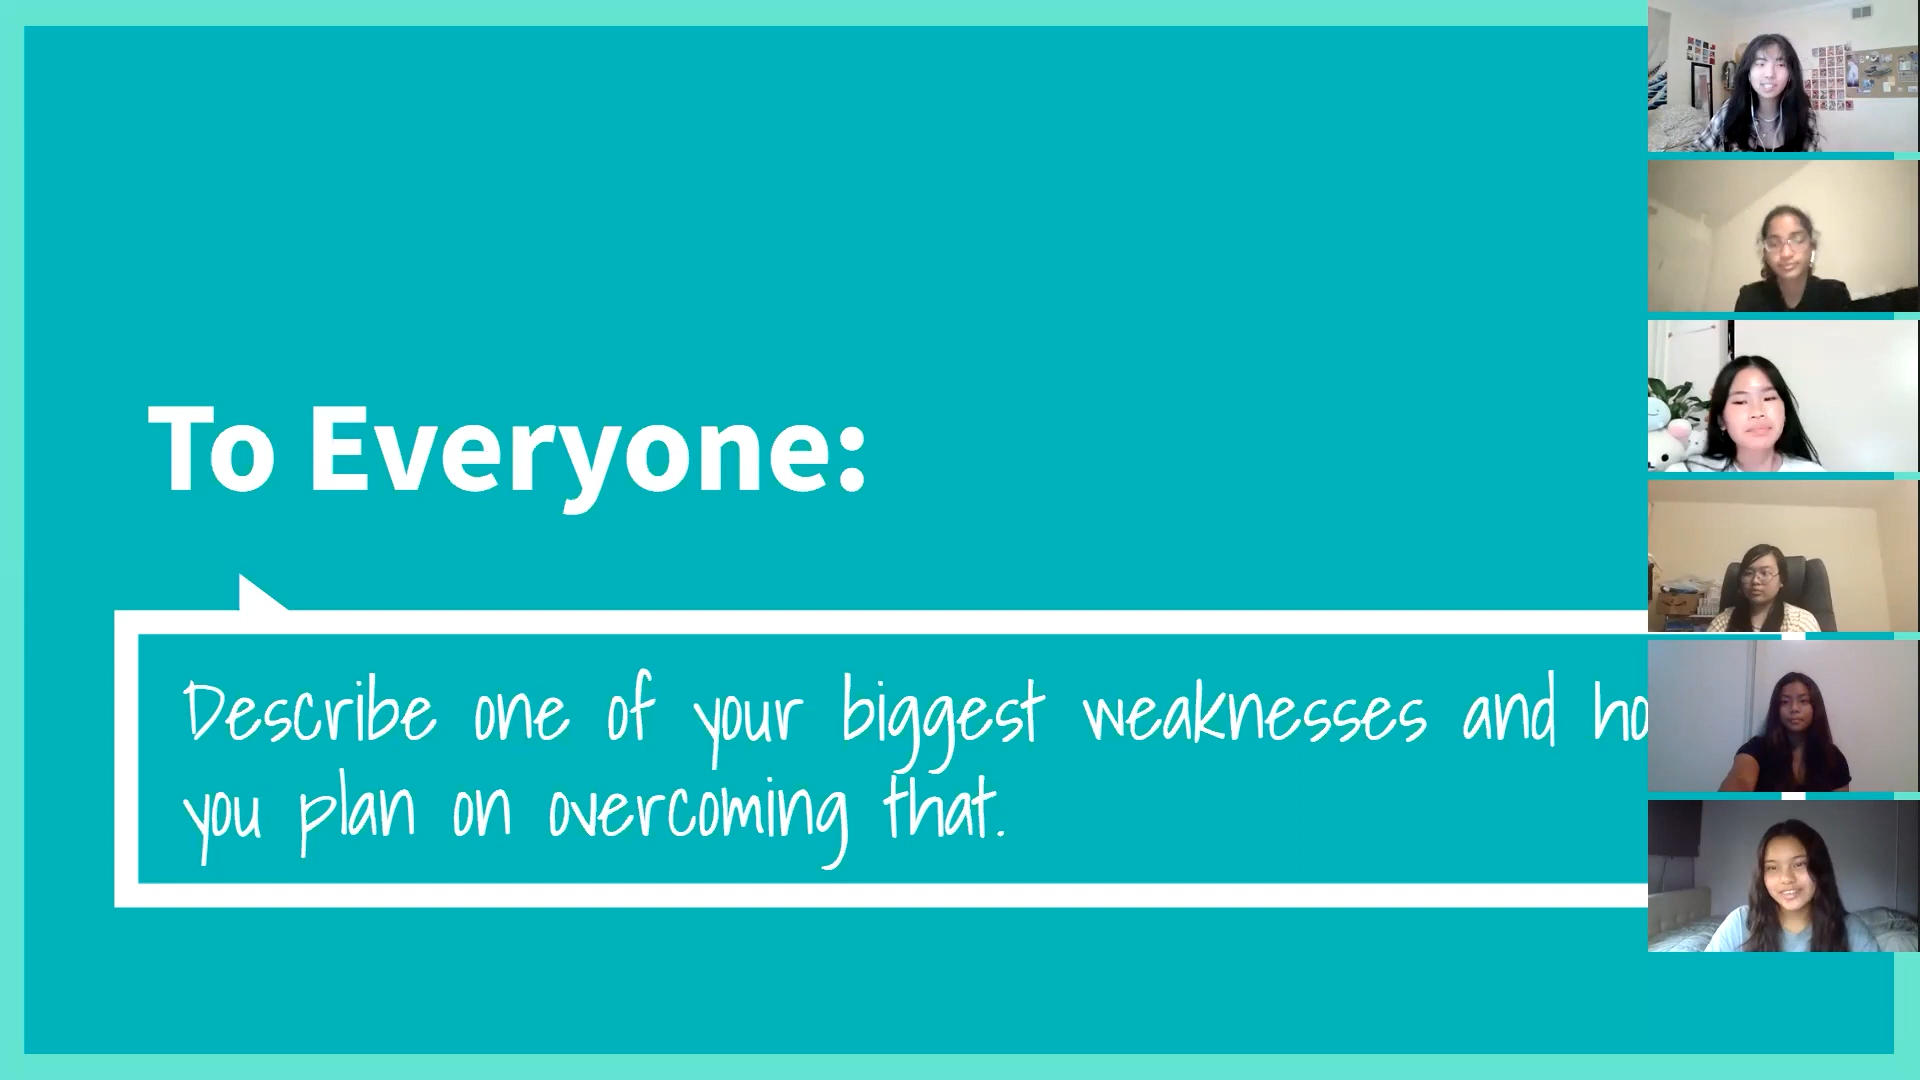 To Everyone:
Describe one of your biggest weaknesses and ho
you plan on overcoming that.